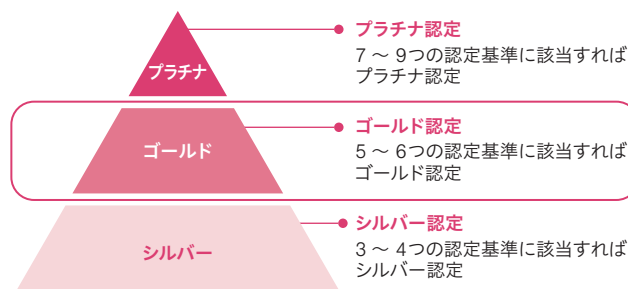 プラチナ
プラチナ認定
7 〜 9つの認定基準に該当すれば
プラチナ認定
ゴールド
ゴールド認定
5 〜 6つの認定基準に該当すれば
ゴールド認定
シルバー
シルバー認定
3 〜 4つの認定基準に該当すれば
シルバー認定